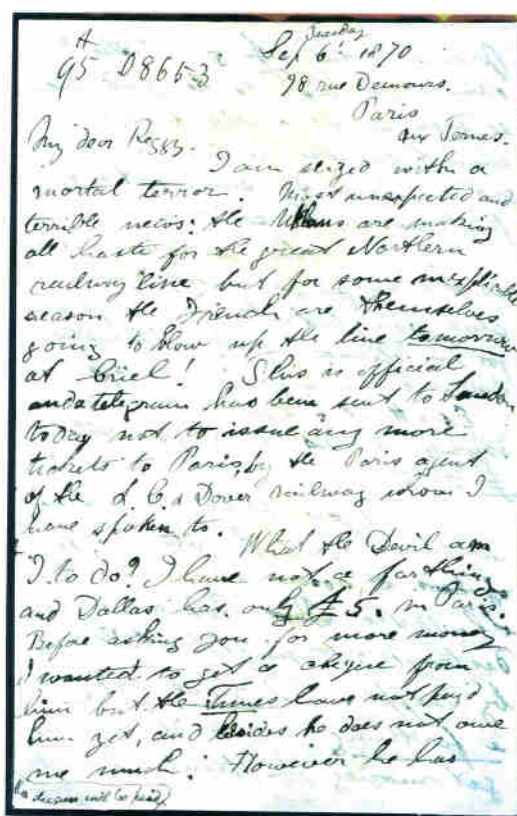 A
95 08653
Tuesday
Sep 6' 1870.
98 rue Demours.
Paris
aux Ternes.
My dear Reggy.
I am seized with a
mortal terror. Most unexpected and
terrible news: the Uhlans are making
all haste for the great Northern
railway line but for some inexplicable
reason the French are themselves
going to blow up the line tomorrow
at Criel! This is official
and a telegram has been sent to London
today not to issue any more
tickets to Paris, by the Paris agent
of the L C & Dover railway whom I
have spoken to. What the Devil am
I to do? I have not a farthing
and Dallas has only £5. in Paris.
Before asking you for more money
I wanted to get a cheque from
him but the Times have not paid
him yet, and besides he does not owe
me much. However he has